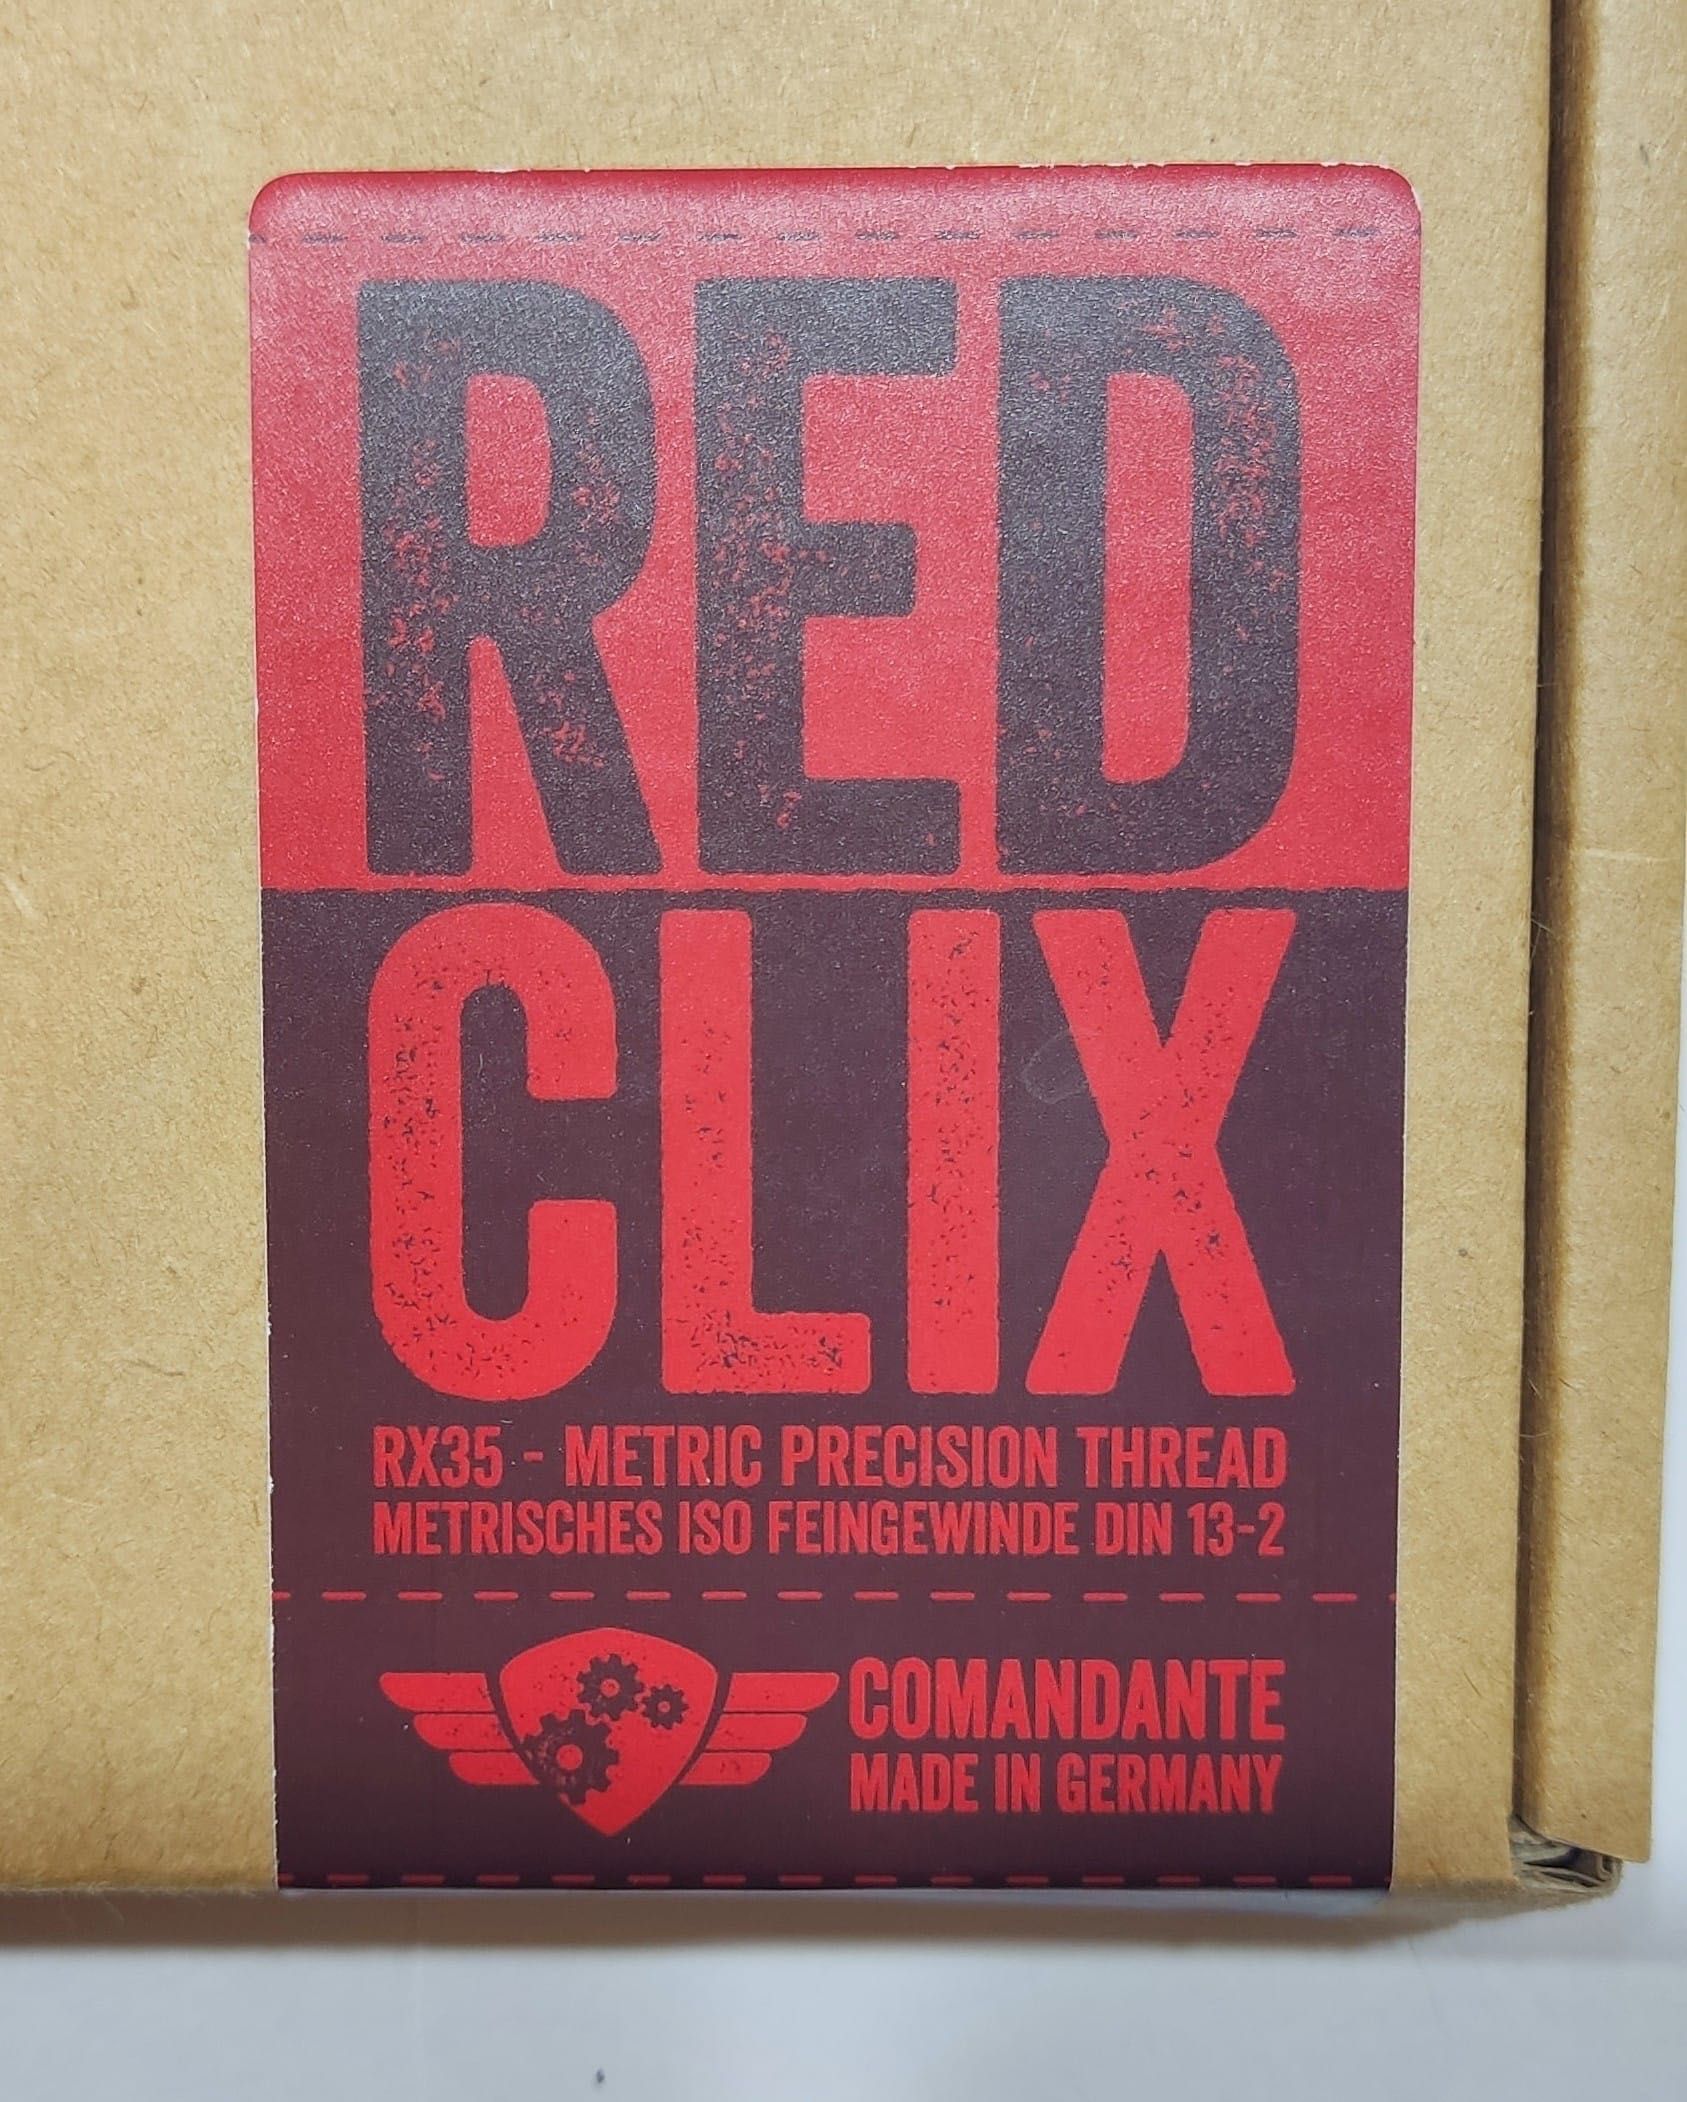 RED
CLIX
RX35 - METRIC PRECISION THREAD
METRISCHES ISO FEINGEWINDE DIN 13-2
COMANDANTE
MADE IN GERMANY